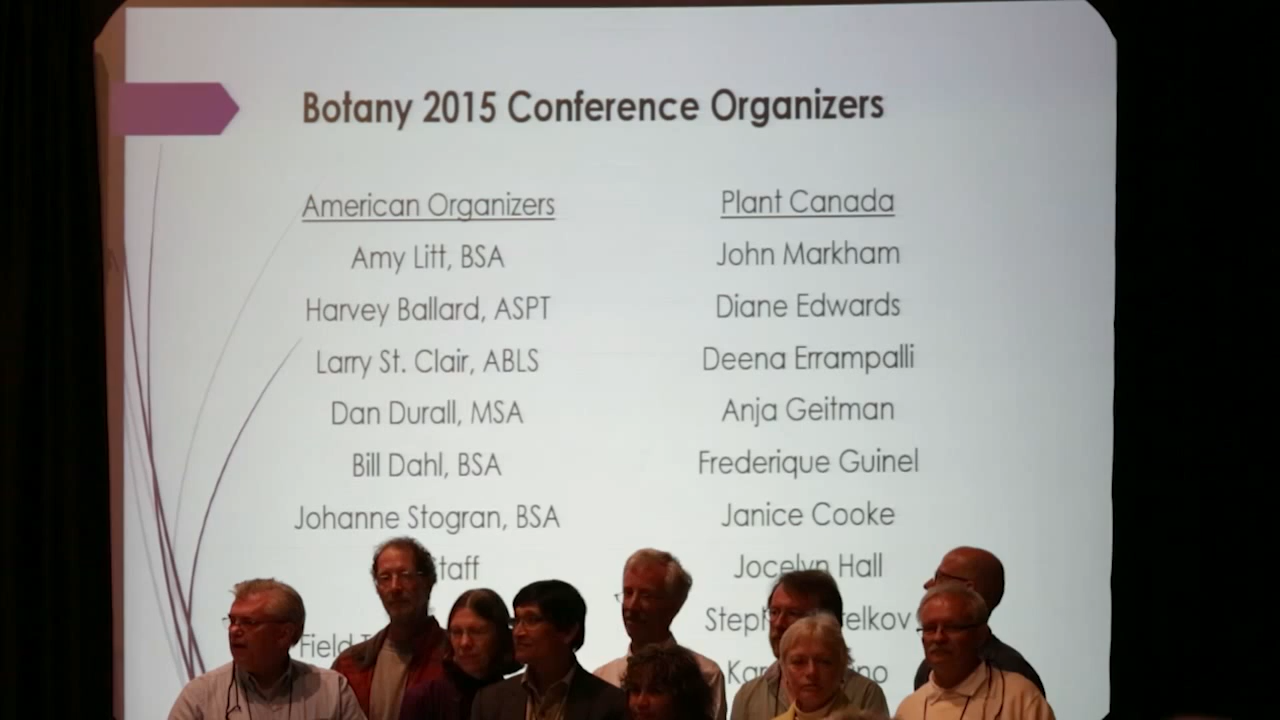 Botany 2015 Conference Organizers
American Organizers
Amy Litt, BSA
Harvey Ballard, ASPT
Larry St. Clair, ABLS
Dan Durall, MSA
Bill Dahl, BSA
Johanne Stogran, BSA
Field
Plant Canada
John Markham
Diane Edwards
Deena Errampalli
Anja Geitman
Frederique Guinel
Janice Cooke
Jocelyn Hall